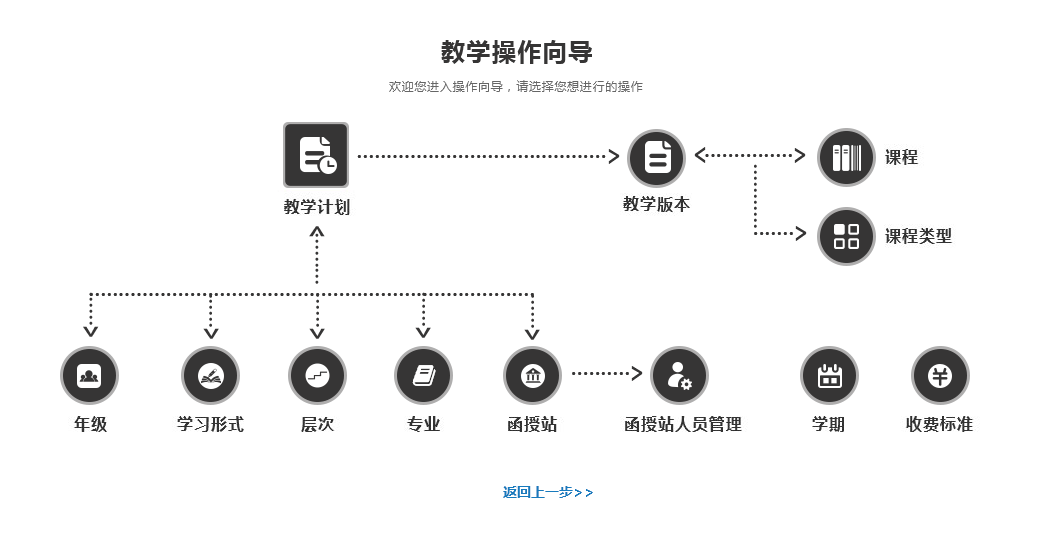 教学操作向导
欢迎您进入操作向导，请选择您想进行的操作
课程
教学计划
教学版本
课程类型
年级
学习形式
层次
专业
函授站
函授站人员管理
学期
收费标准
返回上一步>>